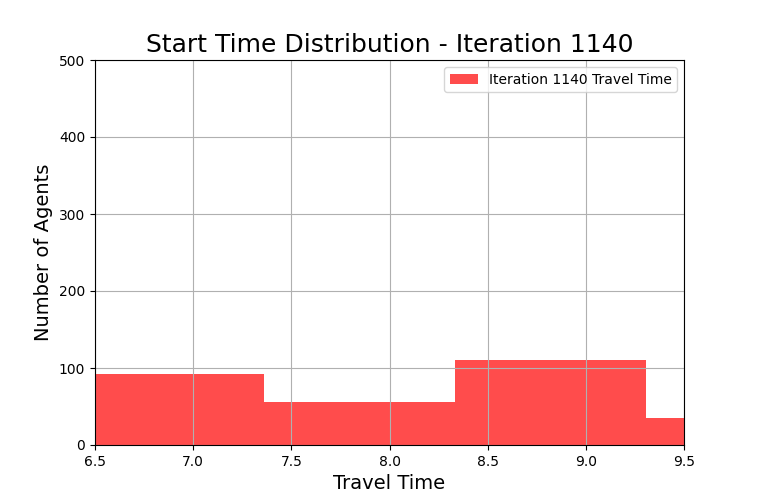 Start Time Distribution - Iteration 1140
Iteration 1140 Travel Time
Number of Agents
500
400
300
200
100
0
6.5 7.0 7.5 8.0 8.5 9.0 9.5
Travel Time